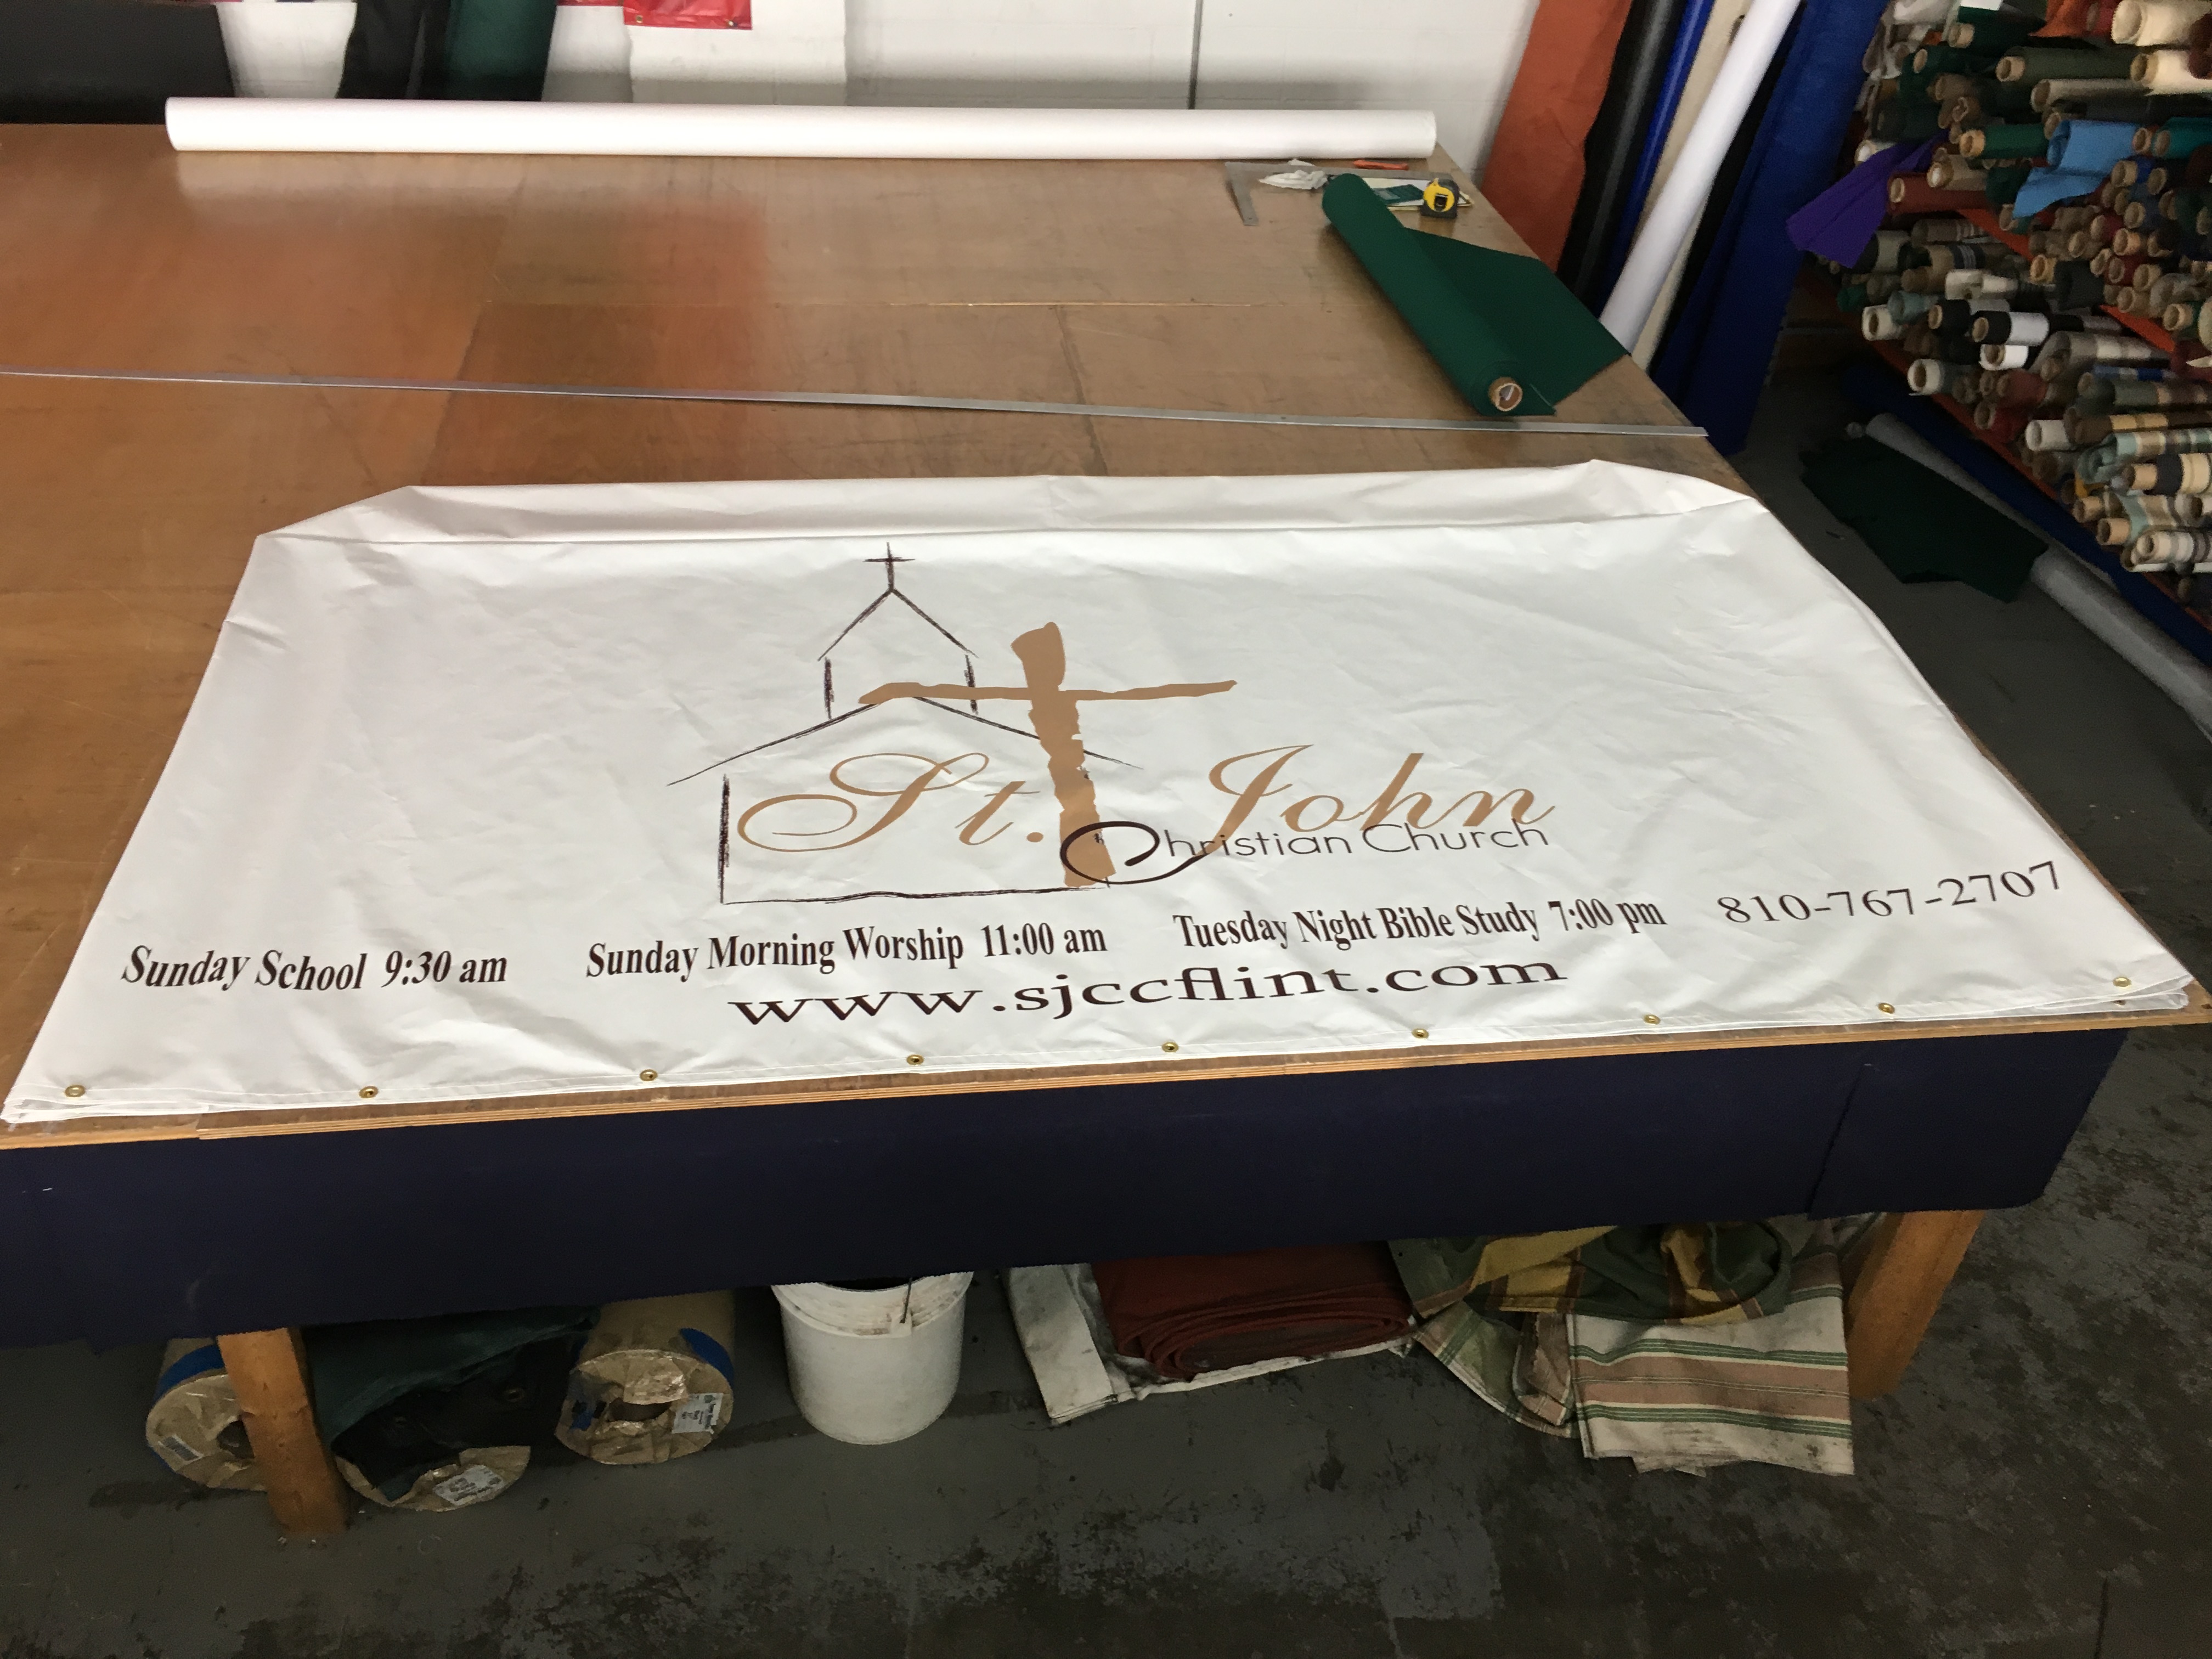 St. John
Christian Church
Sunday School 9:30 am Sunday Morning Worship 11:00 am Tuesday Night Bible Study 7:00 pm 810-767-2707
www.sjccflint.com